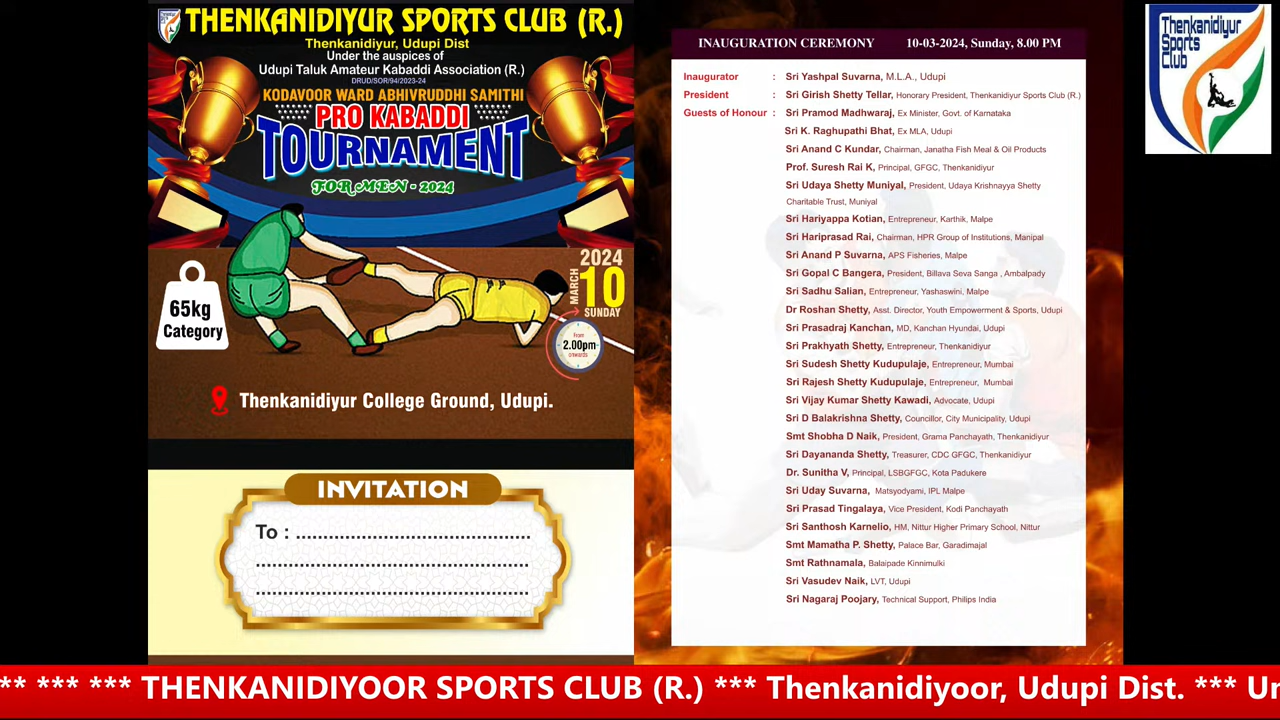 THENKANIDIYUR SPORTS CLUB (R.)
Thenkanidiyur, Udupi Dist
Under the auspices of
Udupi Taluk Amateur Kabaddi Association (R.)
DRUD/SOR/94/2023-24
KODAVOOR WARD ABHIVRUDDHI SAMITHI
PRO KABADDI
TOURNAMENT
FOR MEN - 2024
65kg
Category
2024
MARCH
10
SUNDAY
From
2.00pm
onwards
Thenkanidiyur College Ground, Udupi.
INVITATION
To : ..........................................
................................................
................................................
INAUGURATION CEREMONY 10-03-2024, Sunday, 8.00 PM
Inaugurator : Sri Yashpal Suvarna, M.L.A., Udupi
President : Sri Girish Shetty Tellar, Honorary President, Thenkanidiyur Sports Club (R.)
Guests of Honour : Sri Pramod Madhwaraj, Ex Minister, Govt. of Karnataka
Sri K. Raghupathi Bhat, Ex MLA, Udupi
Sri Anand C Kundar, Chairman, Janatha Fish Meal & Oil Products
Prof. Suresh Rai K, Principal, GFGC, Thenkanidiyur
Sri Udaya Shetty Muniyal, President, Udaya Krishnayya Shetty
Charitable Trust, Muniyal
Sri Hariyappa Kotian, Entrepreneur, Karthik, Malpe
Sri Hariprasad Rai, Chairman, HPR Group of Institutions, Manipal
Sri Anand P Suvarna, APS Fisheries, Malpe
Sri Gopal C Bangera, President, Billava Seva Sanga , Ambalpady
Sri Sadhu Salian, Entrepreneur, Yashaswini, Malpe
Dr Roshan Shetty, Asst. Director, Youth Empowerment & Sports, Udupi
Sri Prasadraj Kanchan, MD, Kanchan Hyundai, Udupi
Sri Prakhyath Shetty, Entrepreneur, Thenkanidiyur
Sri Sudesh Shetty Kudupulaje, Entrepreneur, Mumbai
Sri Rajesh Shetty Kudupulaje, Entrepreneur, Mumbai
Sri Vijay Kumar Shetty Kawadi, Advocate, Udupi
Sri D Balakrishna Shetty, Councillor, City Municipality, Udupi
Smt Shobha D Naik, President, Grama Panchayath, Thenkanidiyur
Sri Dayananda Shetty, Treasurer, CDC GFGC, Thenkanidiyur
Dr. Sunitha V, Principal, LSBGFGC, Kota Padukere
Sri Uday Suvarna, Matsyodyami, IPL Malpe
Sri Prasad Tingalaya, Vice President, Kodi Panchayath
Sri Santhosh Karnelio, HM, Nittur Higher Primary School, Nittur
Smt Mamatha P. Shetty, Palace Bar, Garadimajal
Smt Rathnamala, Balaipade Kinnimulki
Sri Vasudev Naik, LVT, Udupi
Sri Nagaraj Poojary, Technical Support, Philips India
Thenkanidiyur
Sports
Club
** *** *** THENKANIDIYOOR SPORTS CLUB (R.) *** Thenkanidiyoor, Udupi Dist. *** Un